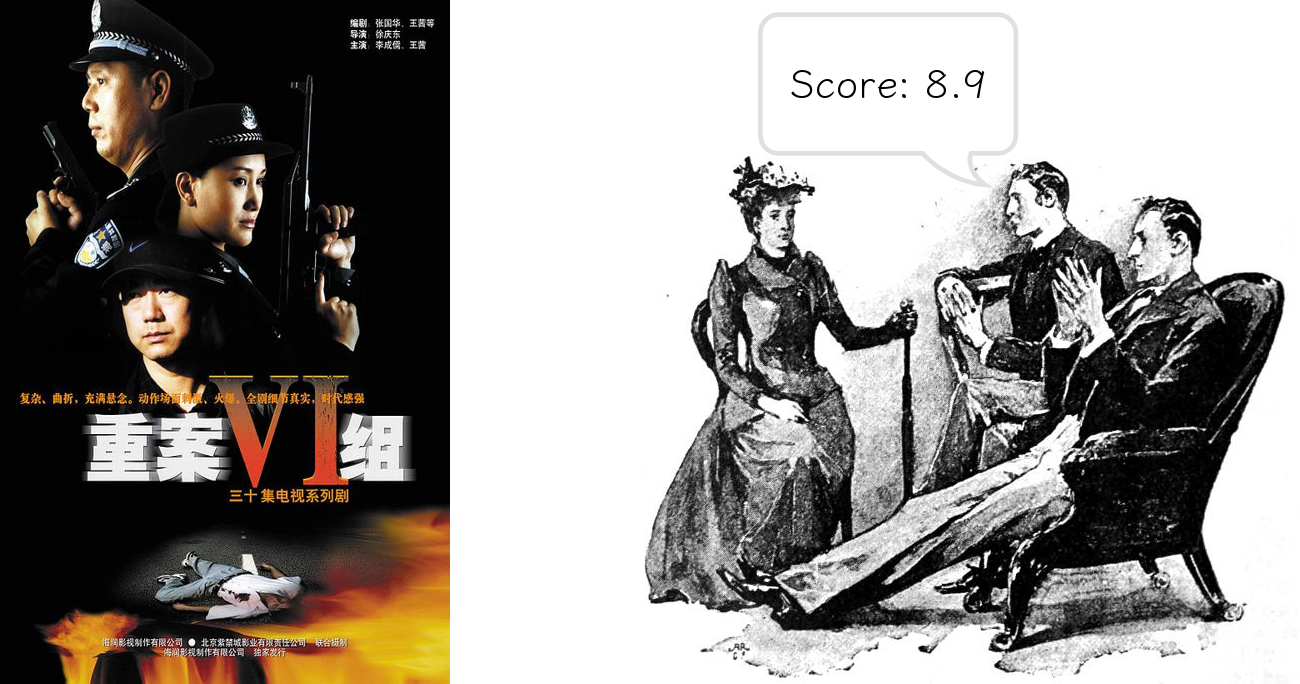 编剧：张国华、王茜等
导演：徐庆东
主演：李成儒、王茜
复杂、曲折，充满悬念。动作场面刺激、火爆。全剧细节真实，时代感强
重案VI组
三十集电视系列剧
海润影视制作有限公司 ● 北京紫禁城影业有限责任公司 联合摄制
海润影视制作有限公司 独家发行
Score: 8.9